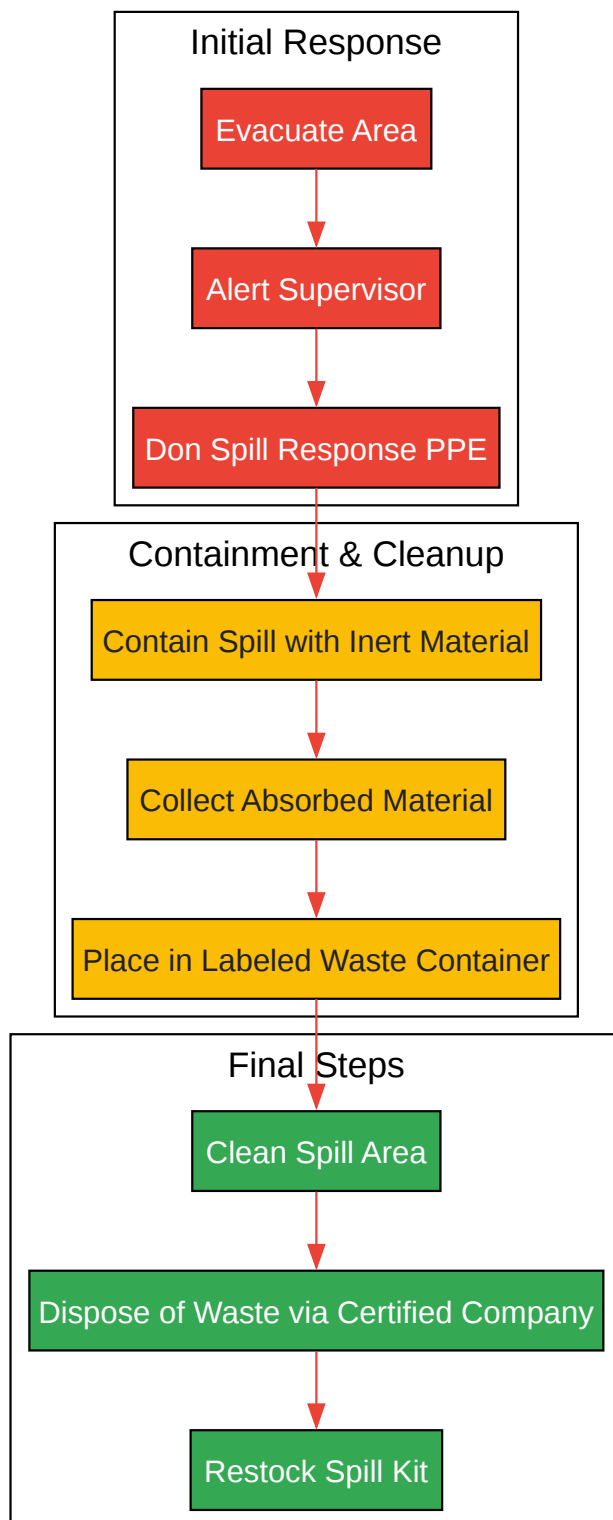 Initial Response
Evacuate Area
Alert Supervisor
Don Spill Response PPE
Containment & Cleanup
Contain Spill with Inert Material
Collect Absorbed Material
Place in Labeled Waste Container
Final Steps
Clean Spill Area
Dispose of Waste via Certified Company
Restock Spill Kit